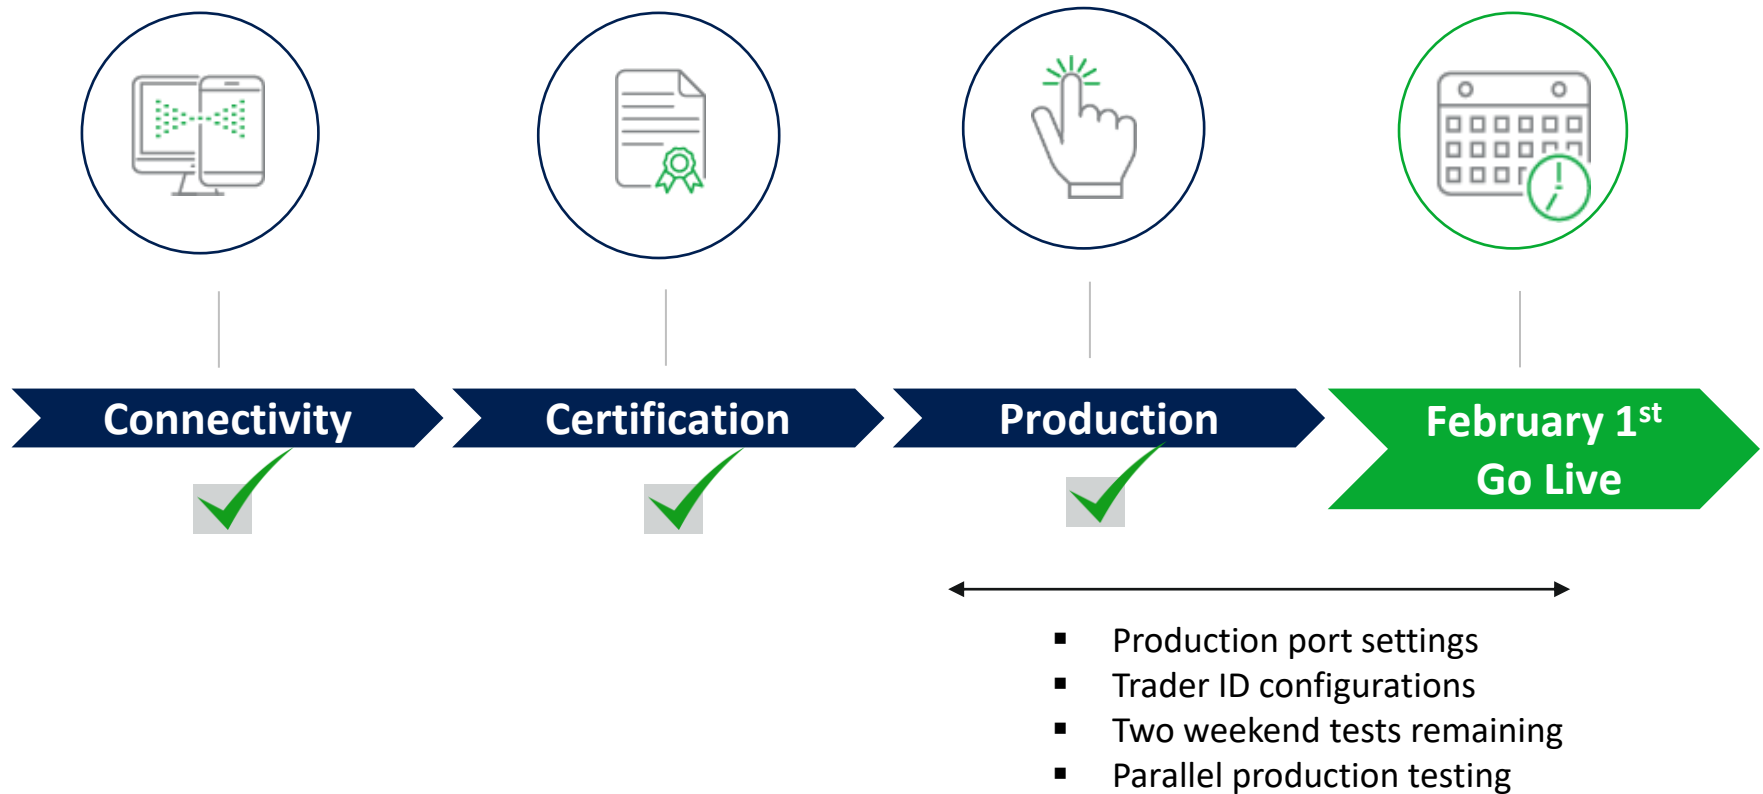 Connectivity
Certification
Production
February 1st
Go Live
▪ Production port settings
▪ Trader ID configurations
▪ Two weekend tests remaining
▪ Parallel production testing